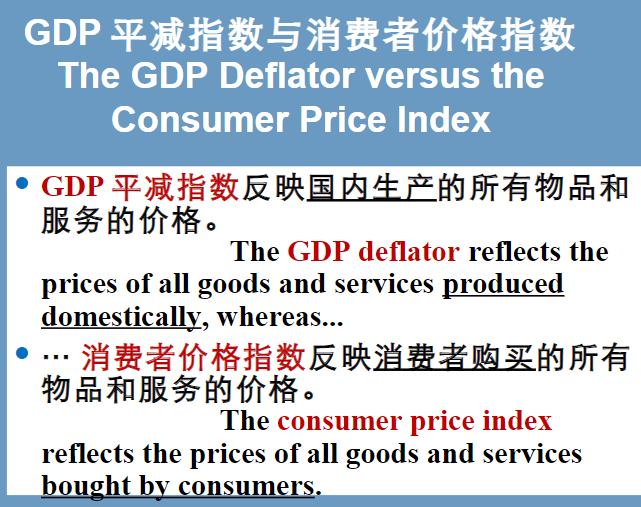 GDP 平减指数与消费者价格指数
The GDP Deflator versus the
Consumer Price Index
• GDP 平减指数反映国内生产的所有物品和
服务的价格。
The GDP deflator reflects the
prices of all goods and services produced
domestically, whereas...
• … 消费者价格指数反映消费者购买的所有
物品和服务的价格。
The consumer price index
reflects the prices of all goods and services
bought by consumers.